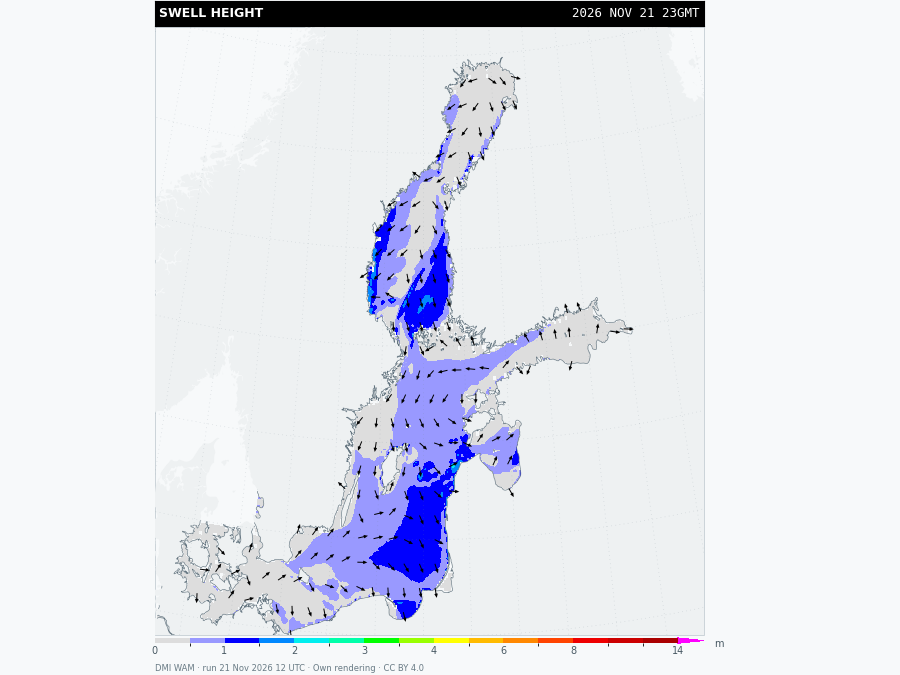 SWELL HEIGHT 2026 NOV 21 23GMT
0 1 2 3 4 6 8 14 m
DMI WAM · run 21 Nov 2026 12 UTC · Own rendering · CC BY 4.0